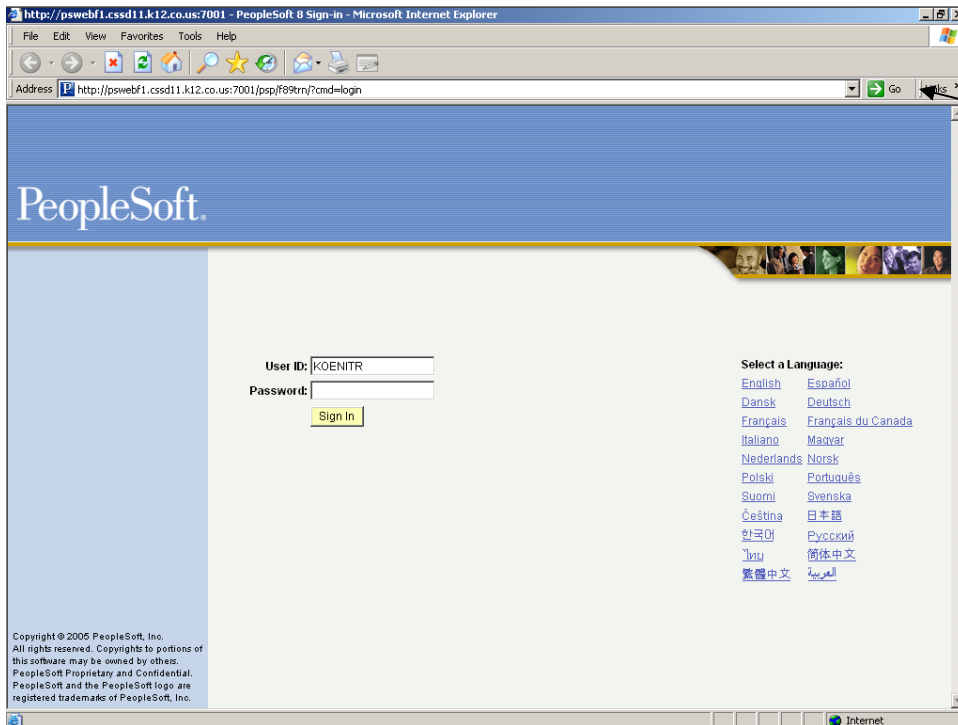 http://pswebf1.cssd11.k12.co.us:7001 - PeopleSoft 8 Sign-in - Microsoft Internet Explorer
File Edit View Favorites Tools Help
Address http://pswebf1.cssd11.k12.co.us:7001/psp/f89trn/?cmd=login Go
PeopleSoft.
User ID: KOENITR
Password:
Sign In
Select a Language:
English Español
Dansk Deutsch
Français Français du Canada
Italiano Magyar
Nederlands Norsk
Polski Português
Suomi Svenska
Čeština 日本語
한국어 Русский
ไทย 简体中文
繁體中文 العربية
Copyright © 2005 PeopleSoft, Inc.
All rights reserved. Copyrights to portions of
this software may be owned by others.
PeopleSoft Proprietary and Confidential.
PeopleSoft and the PeopleSoft logo are
registered trademarks of PeopleSoft, Inc.
Internet